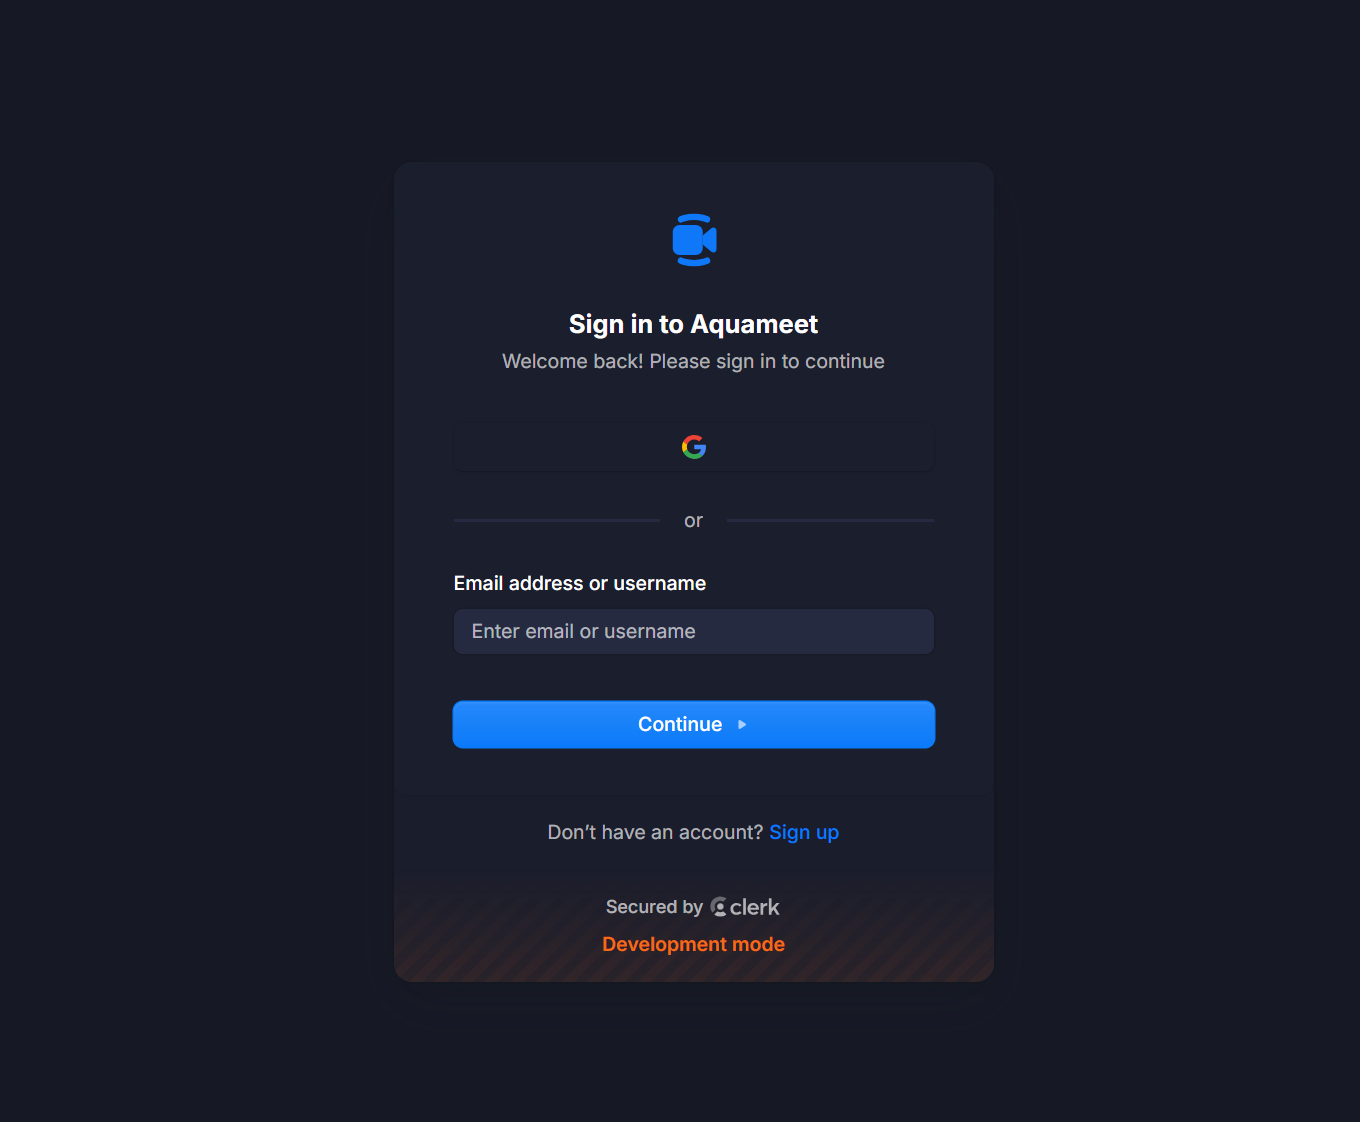 Sign in to Aquameet
Welcome back! Please sign in to continue
or
Email address or username
Enter email or username
Continue
Don’t have an account? Sign up
Secured by clerk
Development mode